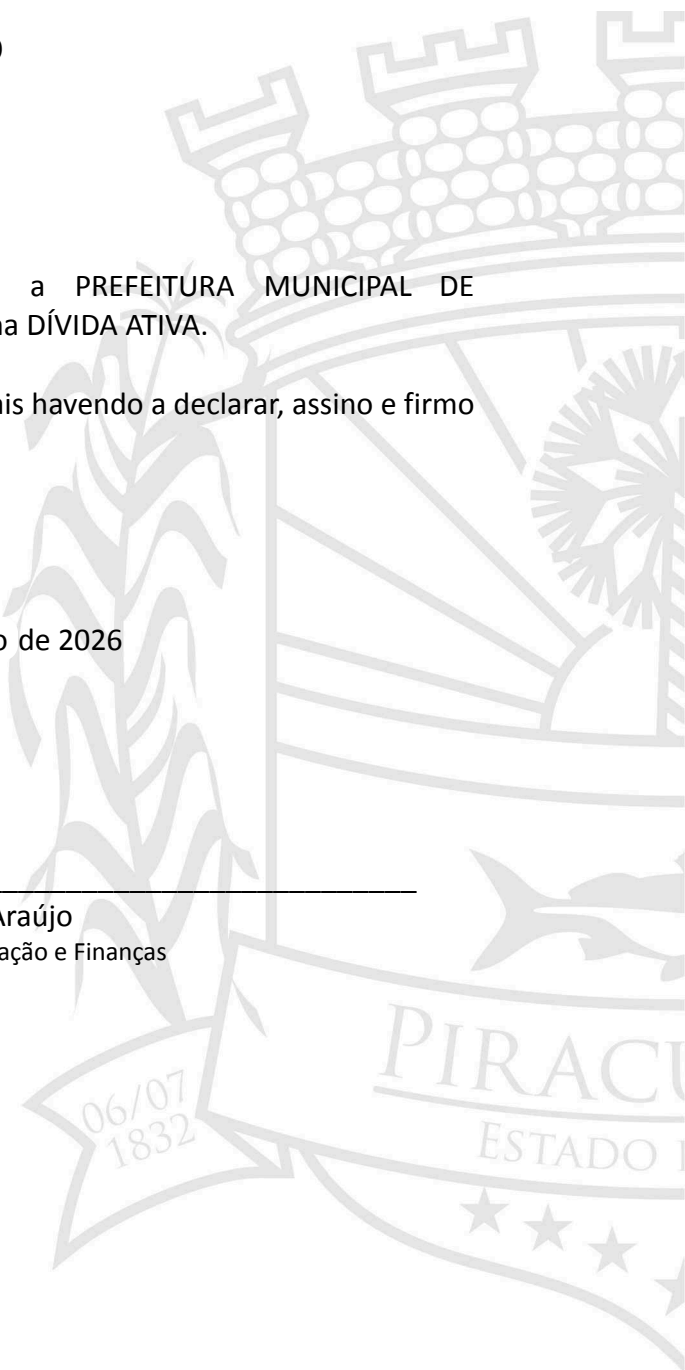 O
a PREFEITURA MUNICIPAL DE
na DÍVIDA ATIVA.
ais havendo a declarar, assino e firmo
o de 2026
Araújo
ação e Finanças
PIRACU
06/07
1832
ESTADO